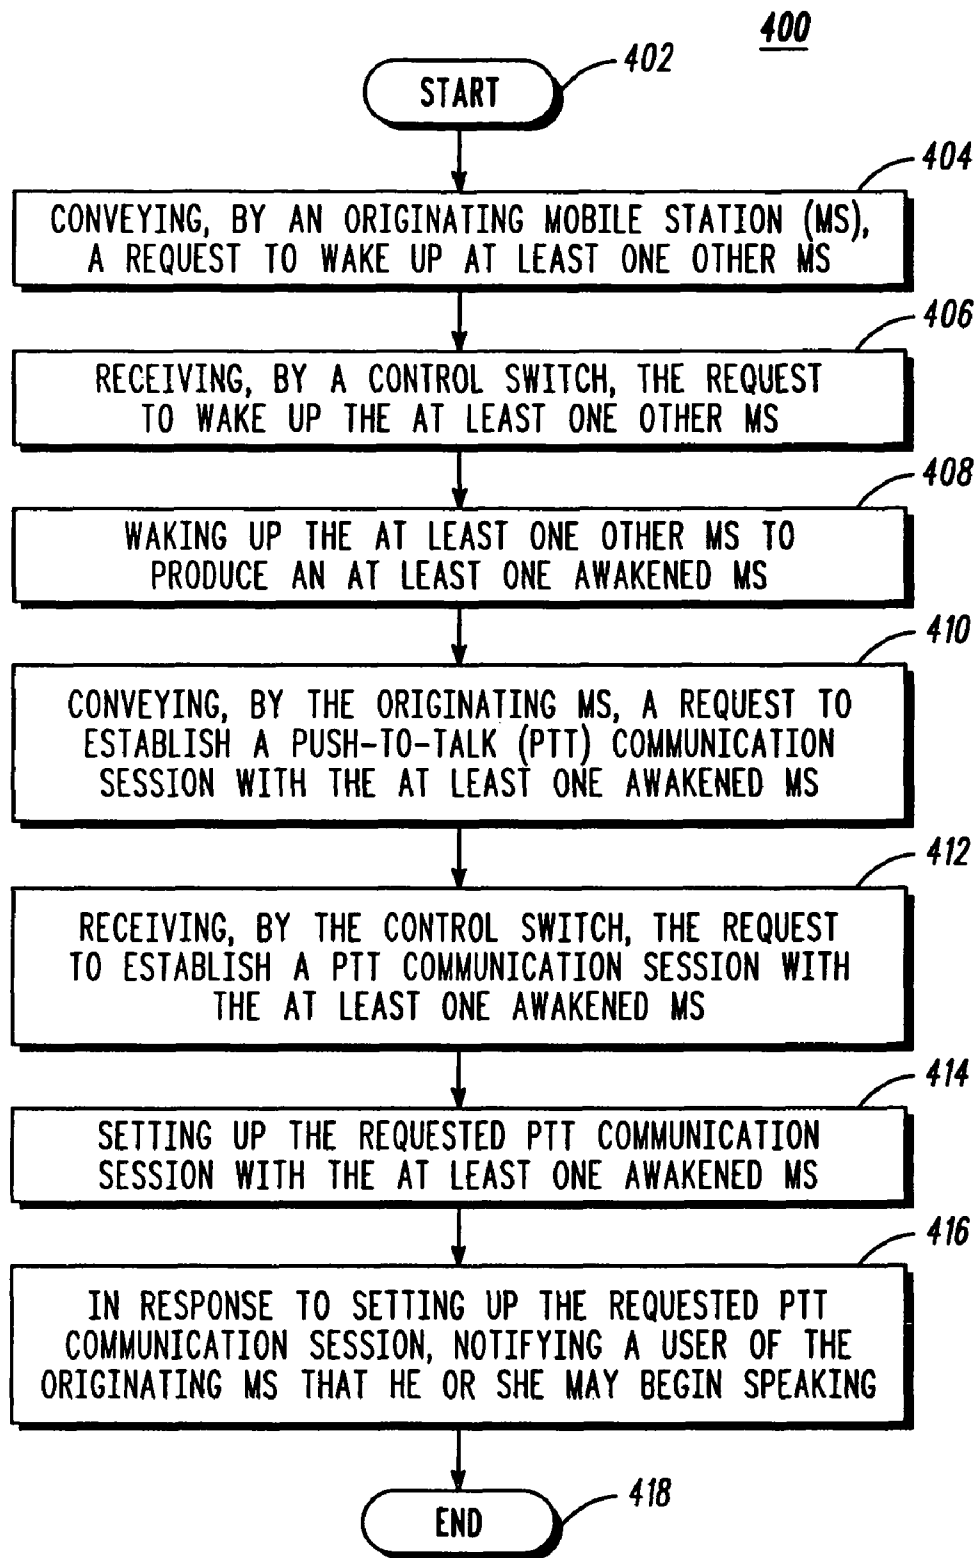 400
402
START
404
CONVEYING, BY AN ORIGINATING MOBILE STATION (MS),
A REQUEST TO WAKE UP AT LEAST ONE OTHER MS
406
RECEIVING, BY A CONTROL SWITCH, THE REQUEST
TO WAKE UP THE AT LEAST ONE OTHER MS
408
WAKING UP THE AT LEAST ONE OTHER MS TO
PRODUCE AN AT LEAST ONE AWAKENED MS
410
CONVEYING, BY THE ORIGINATING MS, A REQUEST TO
ESTABLISH A PUSH-TO-TALK (PTT) COMMUNICATION
SESSION WITH THE AT LEAST ONE AWAKENED MS
412
RECEIVING, BY THE CONTROL SWITCH, THE REQUEST
TO ESTABLISH A PTT COMMUNICATION SESSION WITH
THE AT LEAST ONE AWAKENED MS
414
SETTING UP THE REQUESTED PTT COMMUNICATION
SESSION WITH THE AT LEAST ONE AWAKENED MS
416
IN RESPONSE TO SETTING UP THE REQUESTED PTT
COMMUNICATION SESSION, NOTIFYING A USER OF THE
ORIGINATING MS THAT HE OR SHE MAY BEGIN SPEAKING
418
END